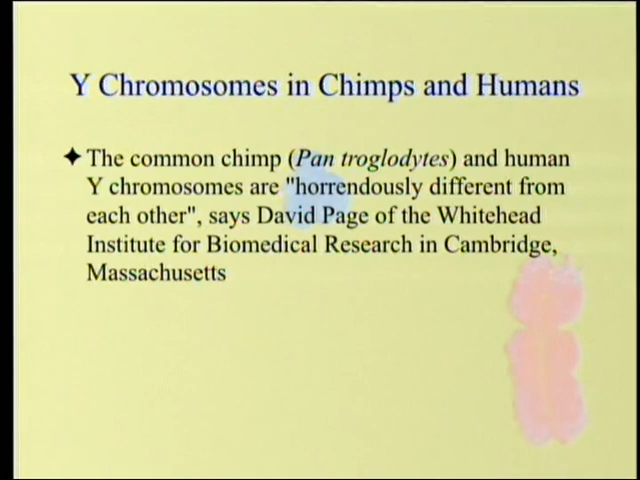 Y Chromosomes in Chimps and Humans
The common chimp (Pan troglodytes) and human
Y chromosomes are "horrendously different from
each other", says David Page of the Whitehead
Institute for Biomedical Research in Cambridge,
Massachusetts